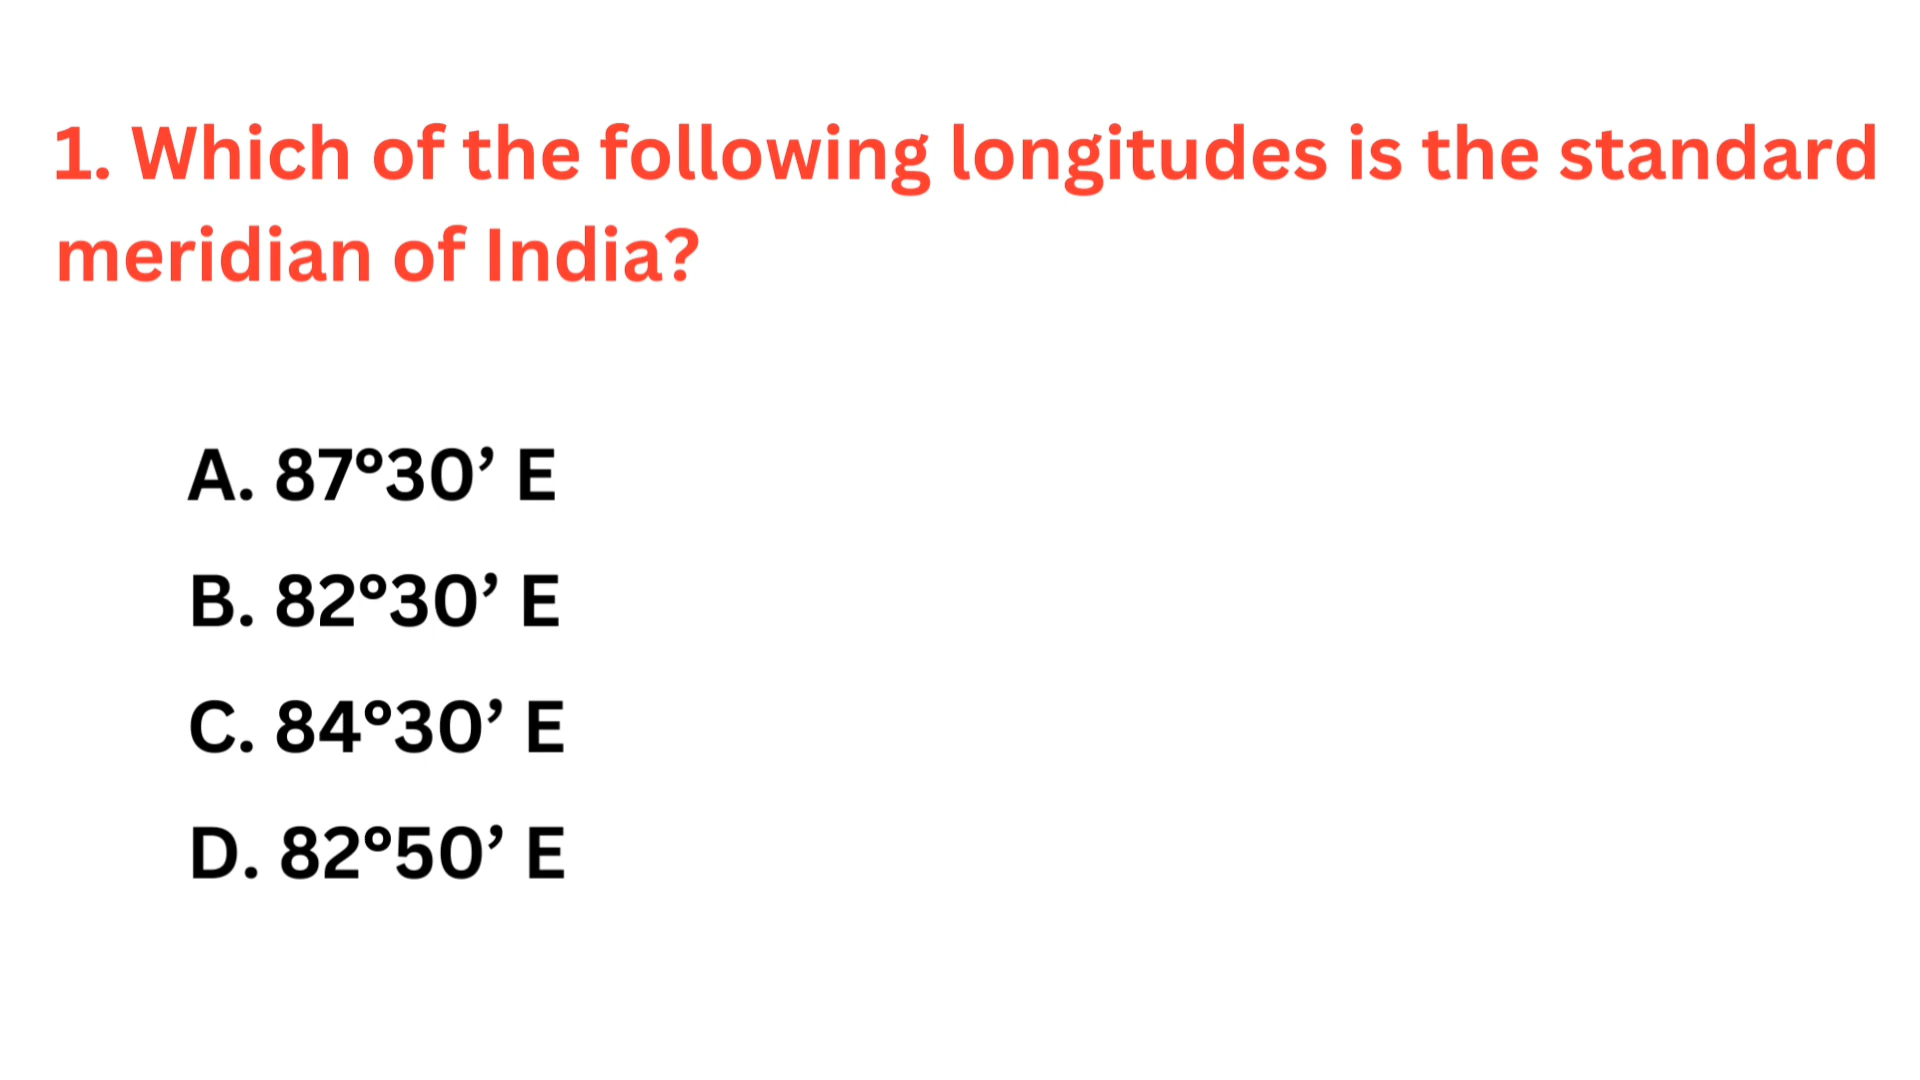 1. Which of the following longitudes is the standard
meridian of India?
A. 87°30’ E
B. 82°30’ E
C. 84°30’ E
D. 82°50’ E